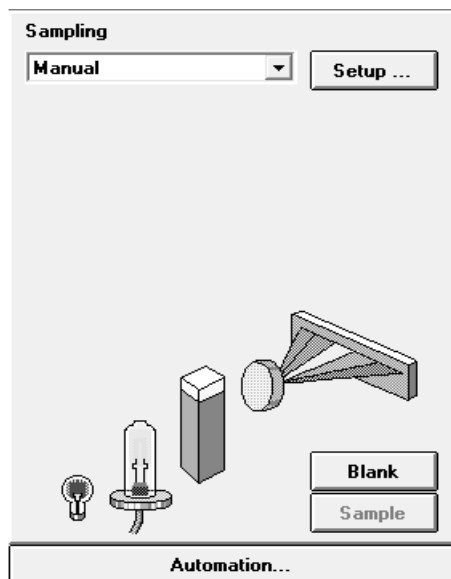 Sampling
Manual
Setup ...
Blank
Sample
Automation...